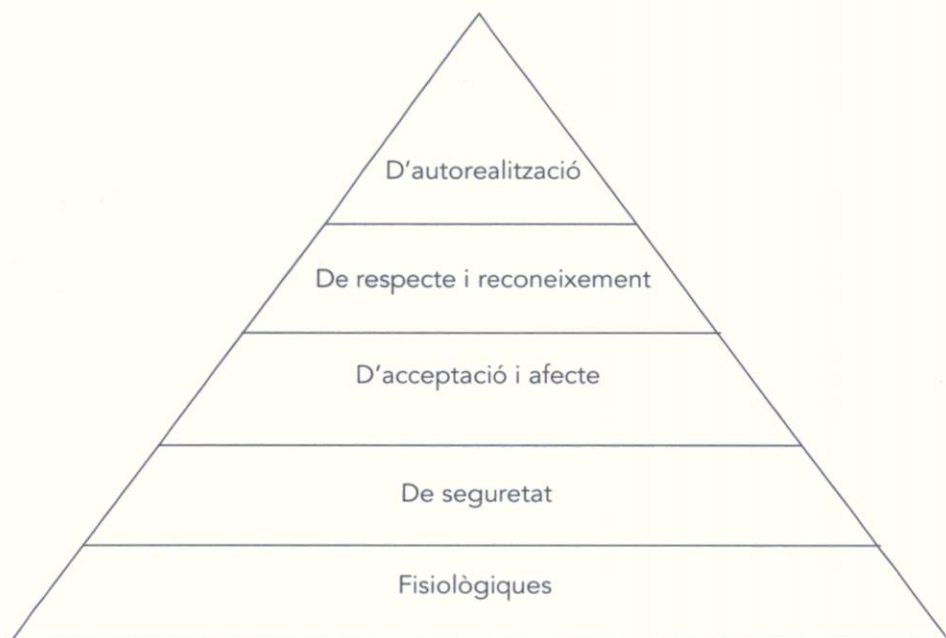 D'autorealització
De respecte i reconeixement
D'acceptació i afecte
De seguretat
Fisiològiques